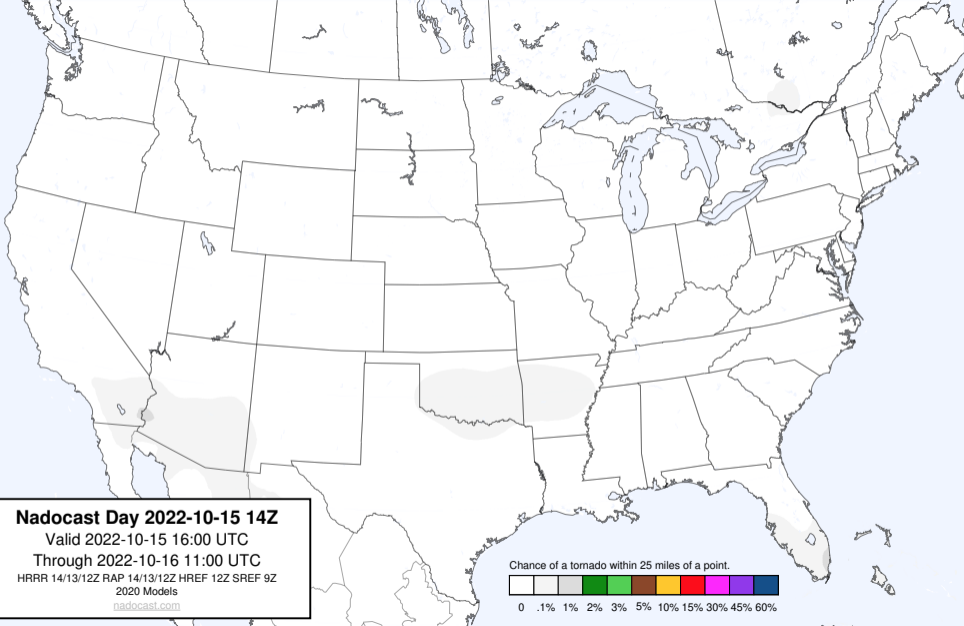 Nadocast Day 2022-10-15 14Z
Valid 2022-10-15 16:00 UTC
Through 2022-10-16 11:00 UTC
HRRR 14/13/12Z RAP 14/13/12Z HREF 12Z SREF 9Z
2020 Models
nadocast.com
Chance of a tornado within 25 miles of a point.
0 .1% 1% 2% 3% 5% 10% 15% 30% 45% 60%